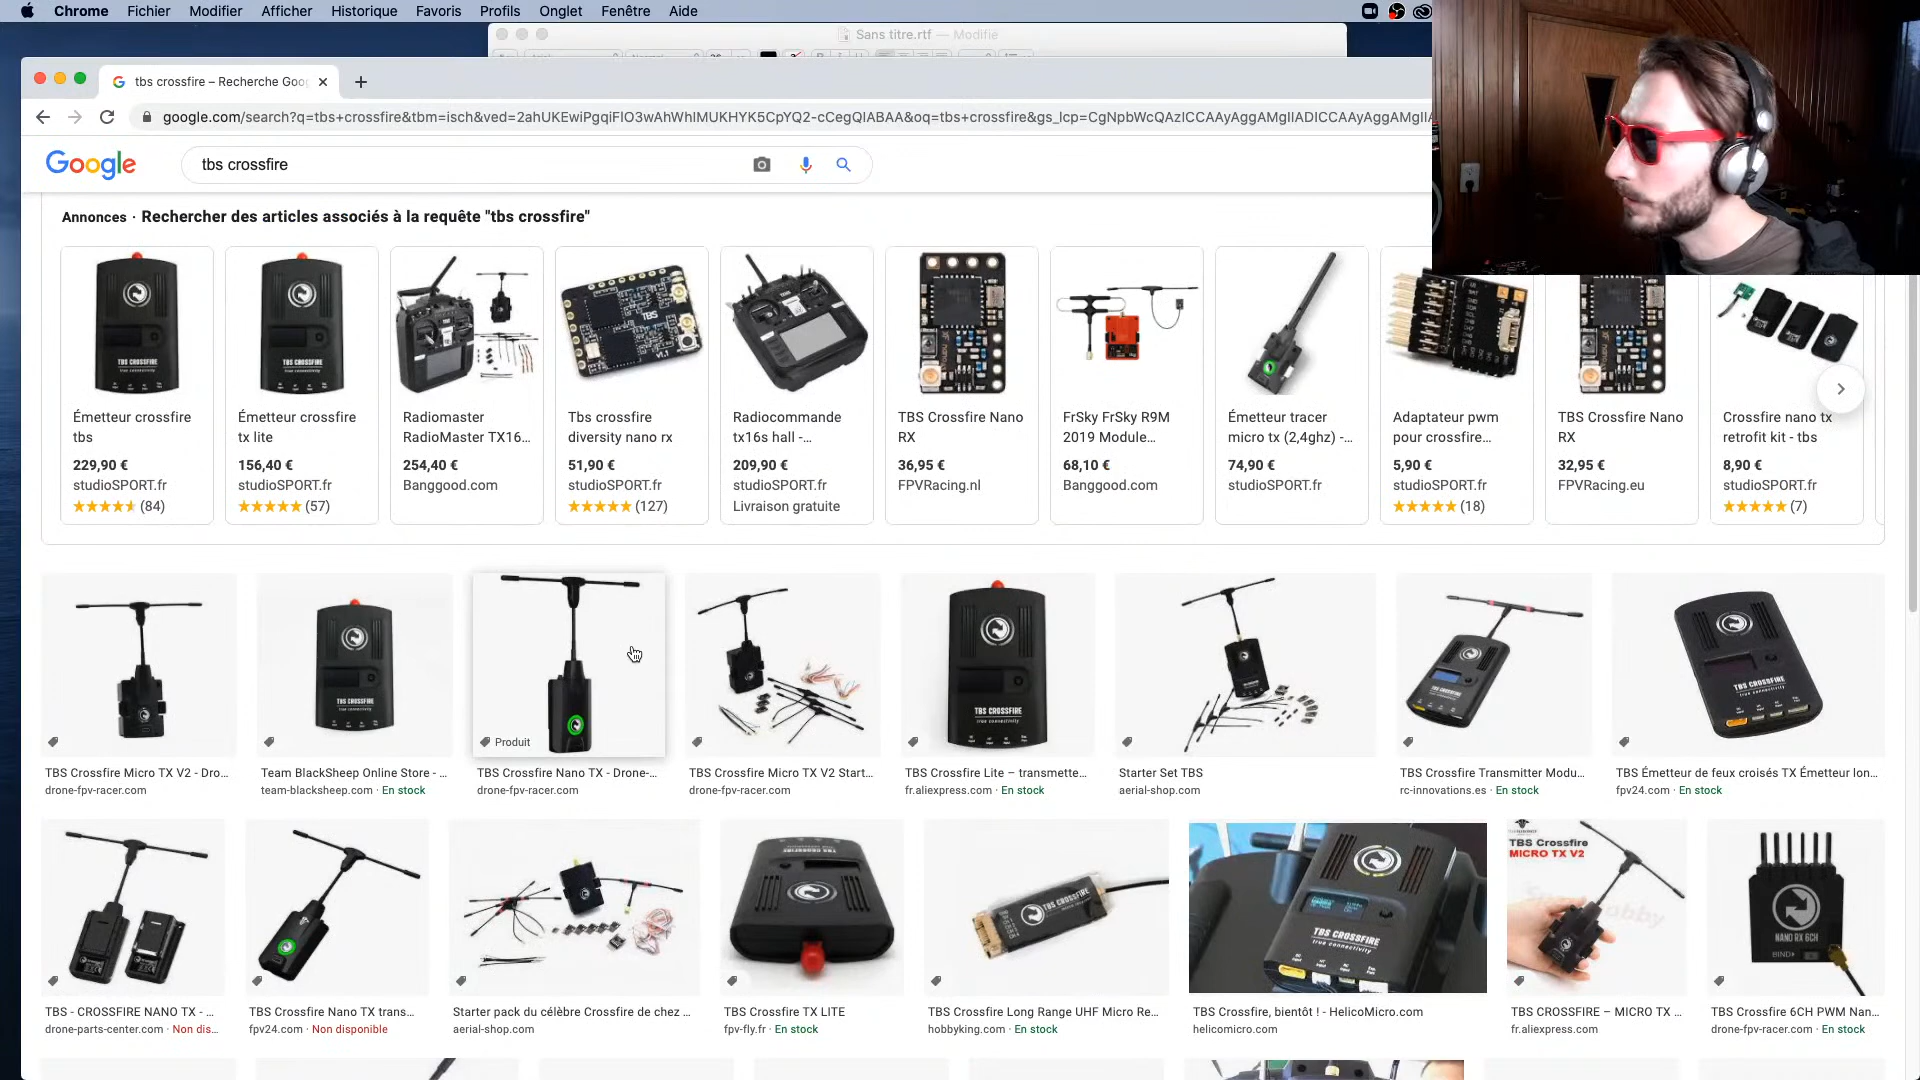 Chrome Fichier Modifier Afficher Historique Favoris Profils Onglet Fenêtre Aide
Sans titre.rtf — Modifié
tbs crossfire – Recherche Goo
google.com/search?q=tbs+crossfire&tbm=isch&ved=2ahUKEwiPgqiFlO3wAhWhIMUKHYK5CpYQ2-cCegQIABAA&oq=tbs+crossfire&gs_lcp=CgNpbWcQAzICCAAyAggAMgIIADICCAAyAggAMgIIA
Google
tbs crossfire
Annonces · Rechercher des articles associés à la requête "tbs crossfire"
Émetteur crossfire tbs
229,90 €
studioSPORT.fr
(84)
Émetteur crossfire tx lite
156,40 €
studioSPORT.fr
(57)
Radiomaster RadioMaster TX16...
254,40 €
Banggood.com
Tbs crossfire diversity nano rx
51,90 €
studioSPORT.fr
(127)
Radiocommande tx16s hall -...
209,90 €
studioSPORT.fr
Livraison gratuite
TBS Crossfire Nano RX
36,95 €
FPVRacing.nl
FrSky FrSky R9M 2019 Module...
68,10 €
Banggood.com
Émetteur tracer micro tx (2,4ghz) -...
74,90 €
studioSPORT.fr
Adaptateur pwm pour crossfire...
5,90 €
studioSPORT.fr
(18)
TBS Crossfire Nano RX
32,95 €
FPVRacing.eu
Crossfire nano tx retrofit kit - tbs
8,90 €
studioSPORT.fr
(7)
Produit
TBS Crossfire Micro TX V2 - Dro...
drone-fpv-racer.com
Team BlackSheep Online Store - ...
team-blacksheep.com · En stock
TBS Crossfire Nano TX - Drone-...
drone-fpv-racer.com
TBS Crossfire Micro TX V2 Start...
drone-fpv-racer.com
TBS Crossfire Lite – transmette...
fr.aliexpress.com · En stock
Starter Set TBS
aerial-shop.com
TBS Crossfire Transmitter Modu...
rc-innovations.es · En stock
TBS Émetteur de feux croisés TX Émetteur lon...
fpv24.com · En stock
TBS CROSSFIRE
true connectivity
TBS Crossfire
MICRO TX V2
NANO RX 6CH
BIND
TBS - CROSSFIRE NANO TX - ...
drone-parts-center.com · Non dis...
TBS Crossfire Nano TX trans...
fpv24.com · Non disponible
Starter pack du célèbre Crossfire de chez ...
aerial-shop.com
TBS Crossfire TX LITE
fpv-fly.fr · En stock
TBS Crossfire Long Range UHF Micro Re...
hobbyking.com · En stock
TBS Crossfire, bientôt ! - HelicoMicro.com
helicomicro.com
TBS CROSSFIRE – MICRO TX ...
fr.aliexpress.com
TBS Crossfire 6CH PWM Nan...
drone-fpv-racer.com · En stock